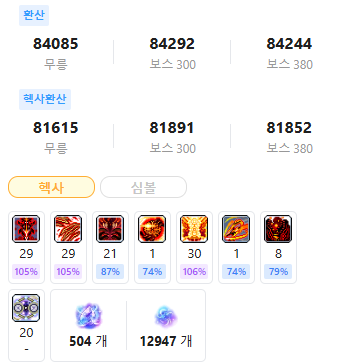 환산
84085 84292 84244
무릉 보스 300 보스 380
헥사환산
81615 81891 81852
무릉 보스 300 보스 380
헥사 심볼
29 29 21 1 30 1 8
105% 105% 87% 74% 106% 74% 79%
20 504 개 12947 개
-